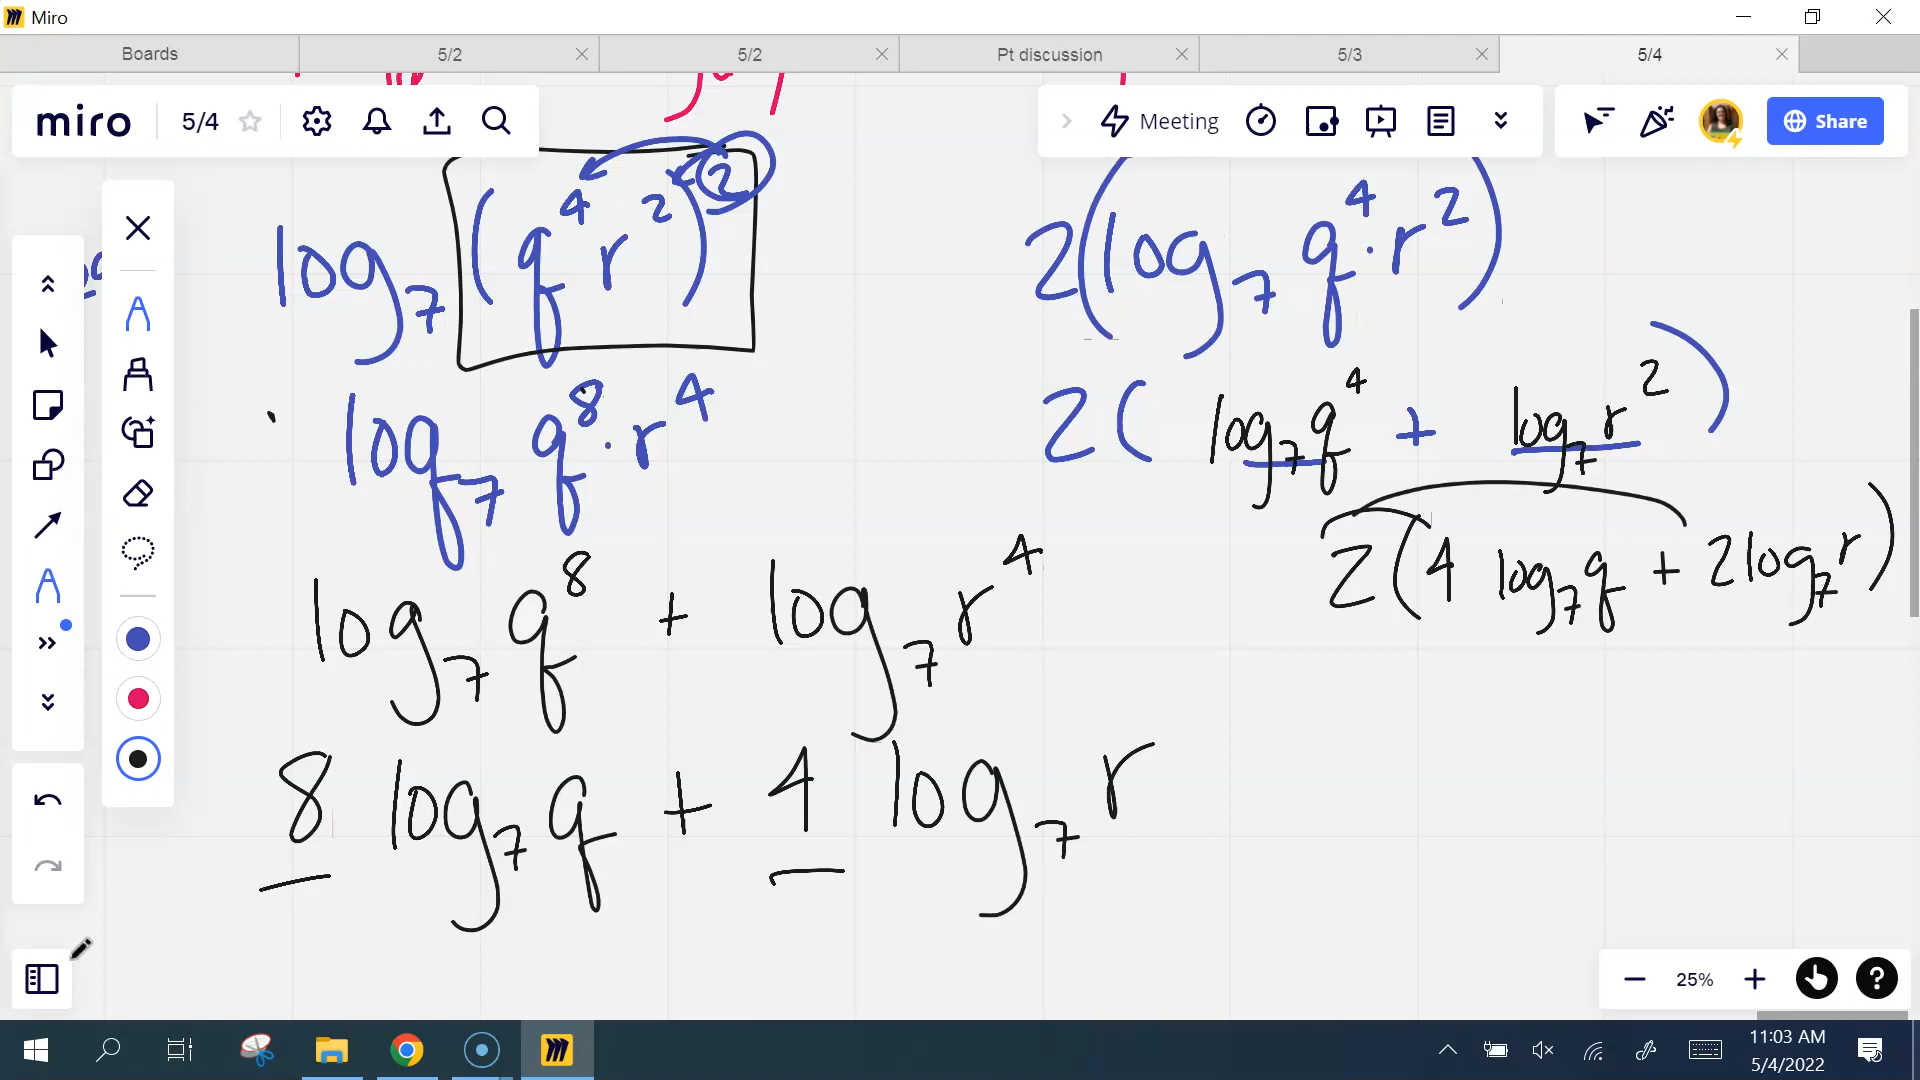 Miro
Boards 5/2 5/2 Pt discussion 5/3 5/4
miro 5/4 Meeting Share
log₇(q⁴r²)²
log₇ q⁸·r⁴
log₇ q⁸ + log₇ r⁴
8 log₇ q + 4 log₇ r
2(log₇ q⁴·r²)
2(log₇ q⁴ + log₇ r²)
2(4 log₇ q + 2 log₇ r)
25%
11:03 AM
5/4/2022